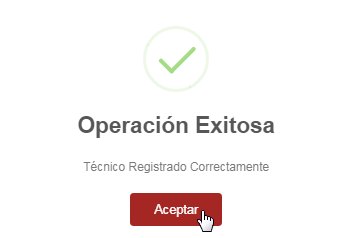 Operación Exitosa
Técnico Registrado Correctamente
Aceptar